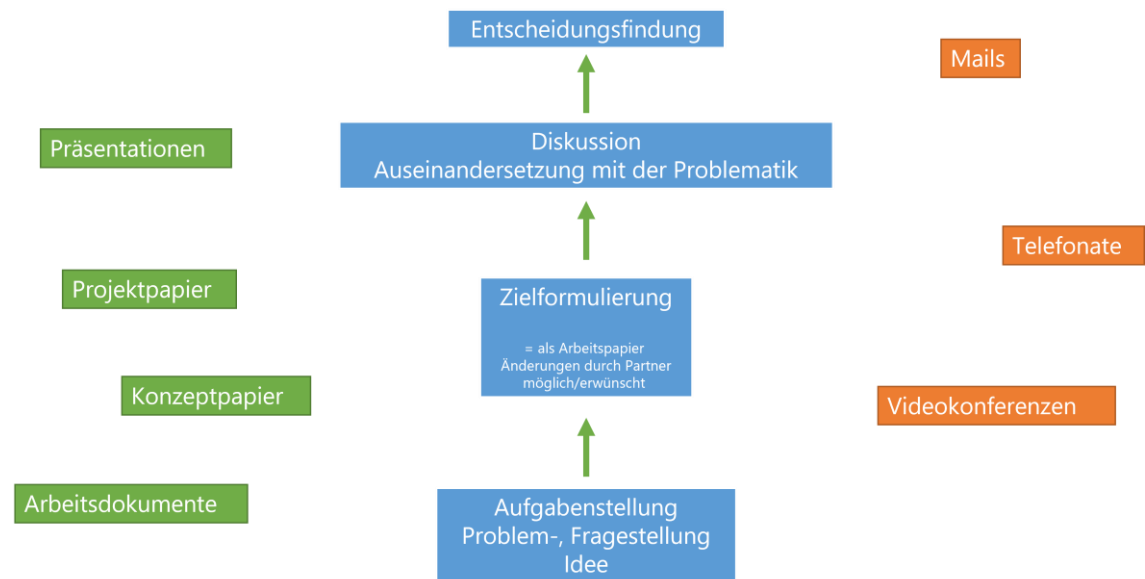 Entscheidungsfindung
Mails
Präsentationen
Diskussion
Auseinandersetzung mit der Problematik
Telefonate
Projektpapier
Zielformulierung
= als Arbeitspapier
Änderungen durch Partner
möglich/erwünscht
Konzeptpapier
Videokonferenzen
Arbeitsdokumente
Aufgabenstellung
Problem-, Fragestellung
Idee